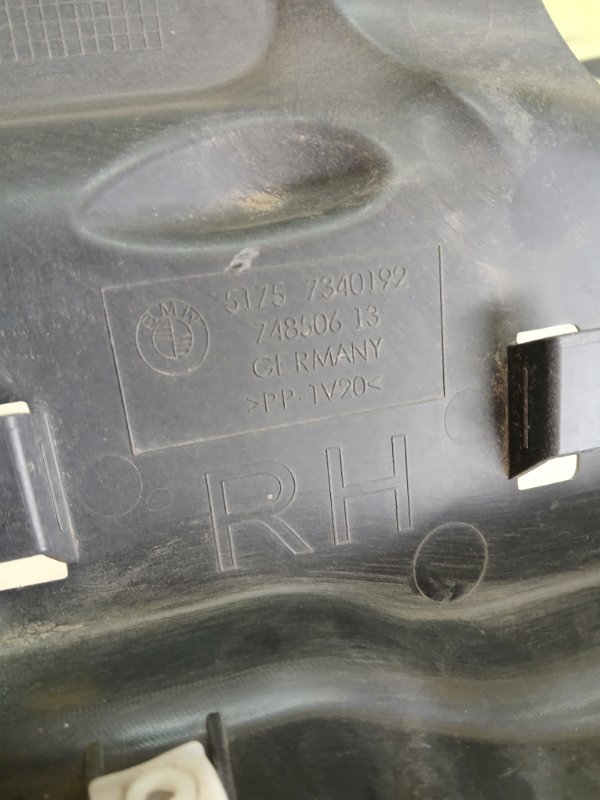 BMW
5175 7340192
748506 13
GERMANY
>PP-TV20<
RH